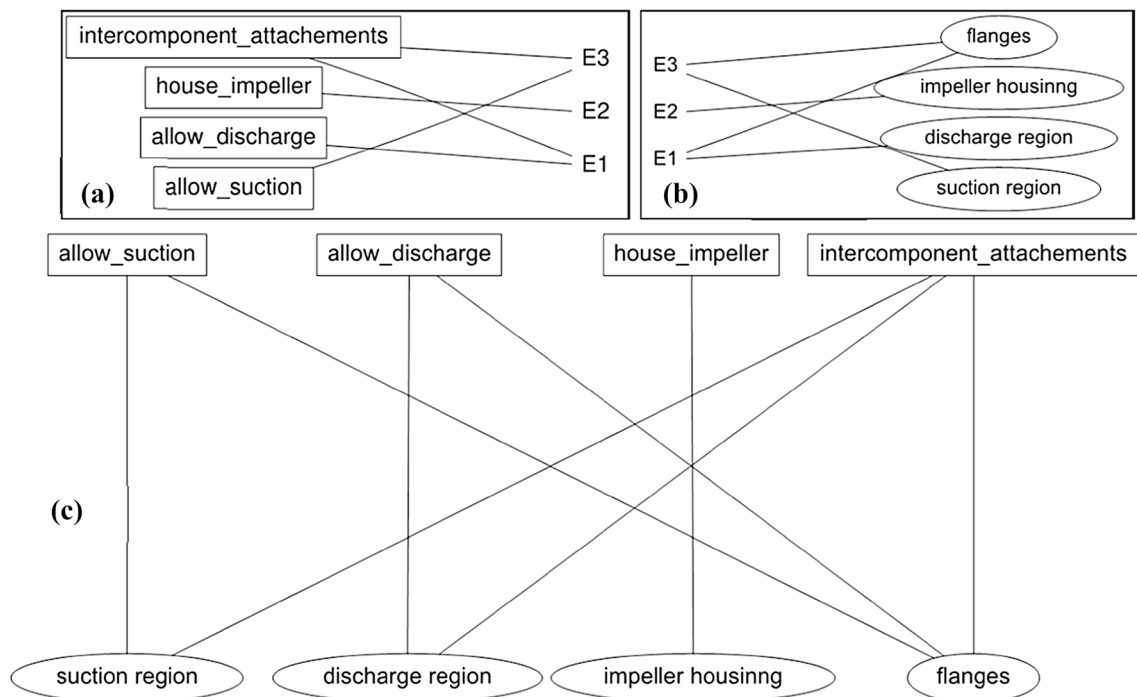 intercomponent_attachements
house_impeller
allow_discharge
allow_suction
E3
E2
E1
(a)
E3
E2
E1
flanges
impeller housinng
discharge region
suction region
(b)
allow_suction
allow_discharge
house_impeller
intercomponent_attachements
(c)
suction region
discharge region
impeller housinng
flanges